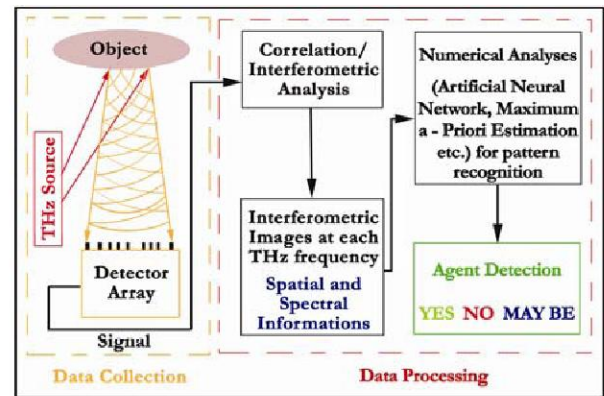 Object
THz Source
Detector
Array
Signal
Data Collection
Correlation/
Interferometric
Analysis
Interferometric
Images at each
THz frequency
Spatial and
Spectral
Informations
Numerical Analyses
(Artificial Neural
Network, Maximum
a - Priori Estimation
etc.) for pattern
recognition
Agent Detection
YES NO MAY BE
Data Processing